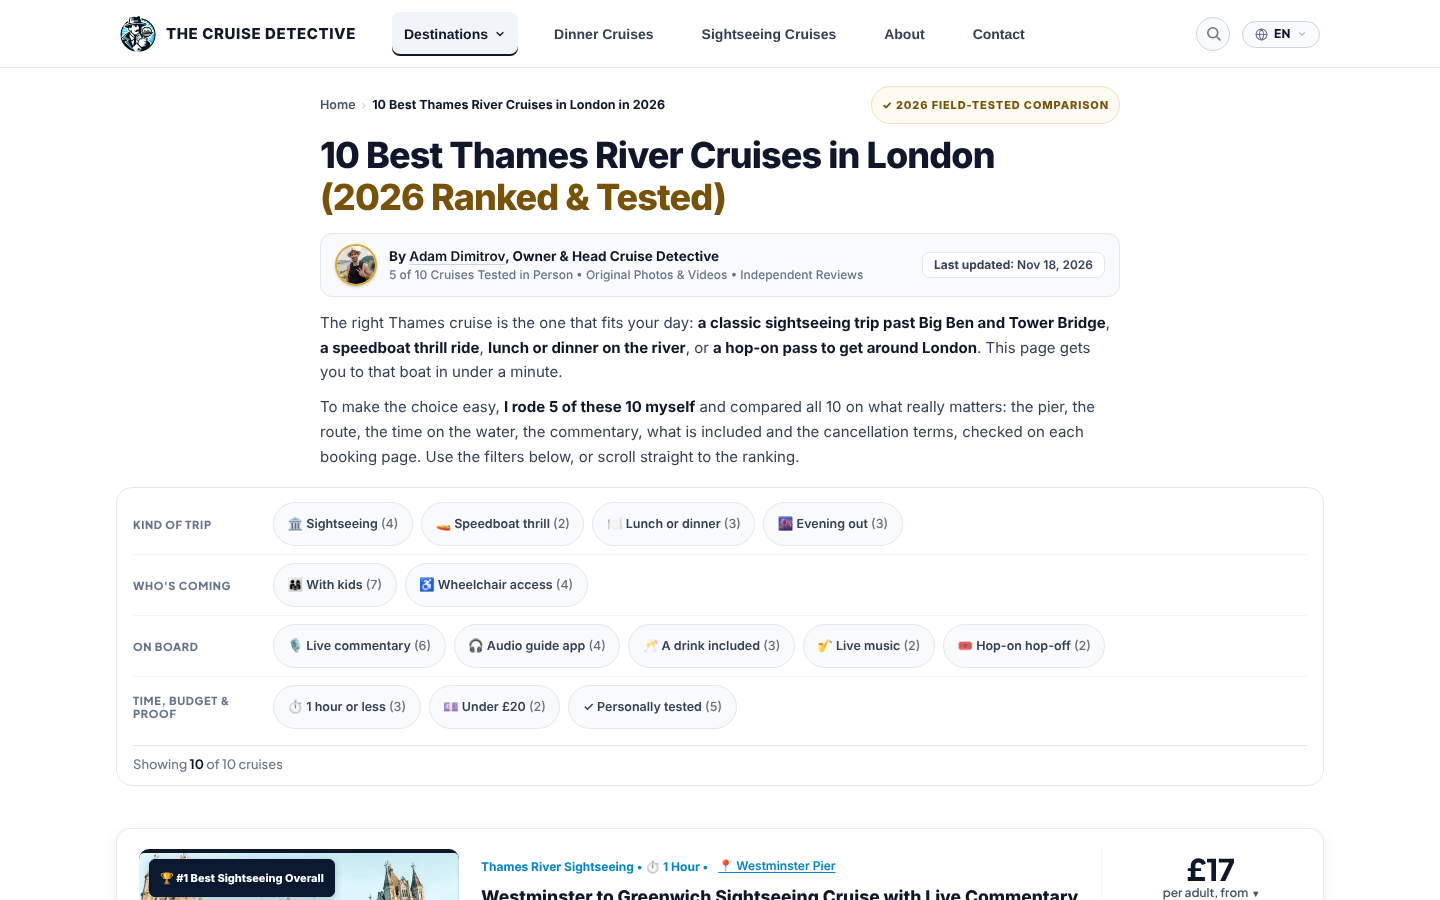 THE CRUISE DETECTIVE
Destinations
Dinner Cruises
Sightseeing Cruises
About
Contact
EN
Home › 10 Best Thames River Cruises in London in 2026
✓ 2026 FIELD-TESTED COMPARISON
10 Best Thames River Cruises in London
(2026 Ranked & Tested)
By Adam Dimitrov, Owner & Head Cruise Detective
5 of 10 Cruises Tested in Person • Original Photos & Videos • Independent Reviews
Last updated: Nov 18, 2026
The right Thames cruise is the one that fits your day: a classic sightseeing trip past Big Ben and Tower Bridge,
a speedboat thrill ride, lunch or dinner on the river, or a hop-on pass to get around London. This page gets
you to that boat in under a minute.
To make the choice easy, I rode 5 of these 10 myself and compared all 10 on what really matters: the pier, the
route, the time on the water, the commentary, what is included and the cancellation terms, checked on each
booking page. Use the filters below, or scroll straight to the ranking.
KIND OF TRIP
Sightseeing (4)
Speedboat thrill (2)
Lunch or dinner (3)
Evening out (3)
WHO'S COMING
With kids (7)
Wheelchair access (4)
ON BOARD
Live commentary (6)
Audio guide app (4)
A drink included (3)
Live music (2)
Hop-on hop-off (2)
TIME, BUDGET &
PROOF
1 hour or less (3)
Under £20 (2)
✓ Personally tested (5)
Showing 10 of 10 cruises
#1 Best Sightseeing Overall
Thames River Sightseeing • 1 Hour • Westminster Pier
Westminster to Greenwich Sightseeing Cruise with Live Commentary
£17
per adult, from ▾